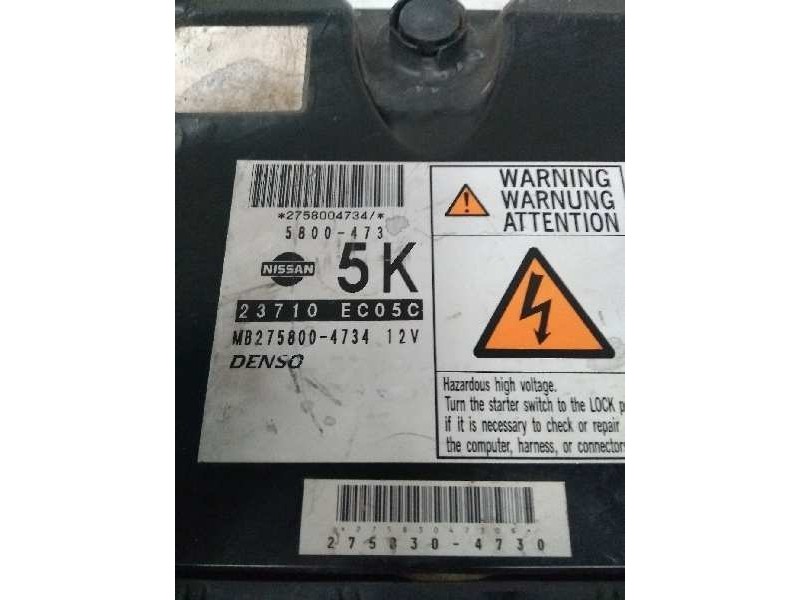 *2758004734/*
5800-473
NISSAN
5K
23710 EC05C
MB275800-4734 12V
DENSO
WARNING
WARNUNG
ATTENTION
Hazardous high voltage.
Turn the starter switch to the LOCK
if it is necessary to check or repair
the computer, harness, or connectors
275830-4730